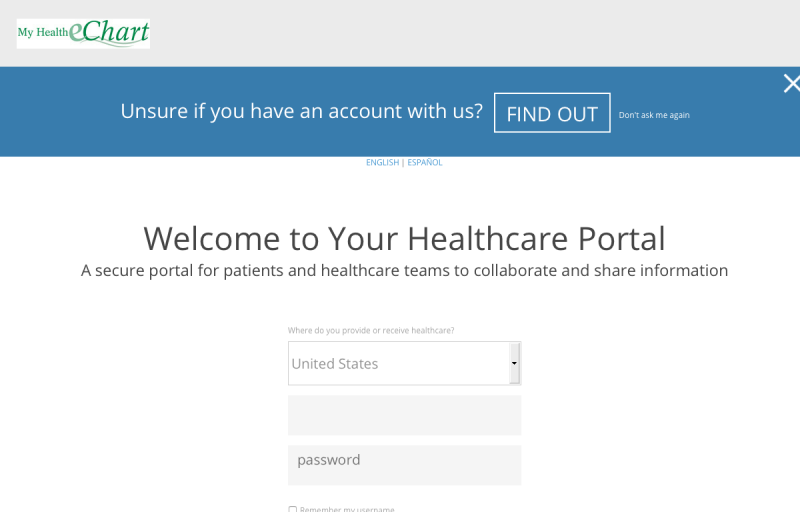 My Health eChart
Unsure if you have an account with us? FIND OUT Don't ask me again
ENGLISH | ESPAÑOL
Welcome to Your Healthcare Portal
A secure portal for patients and healthcare teams to collaborate and share information
Where do you provide or receive healthcare?
United States
password
Remember my username